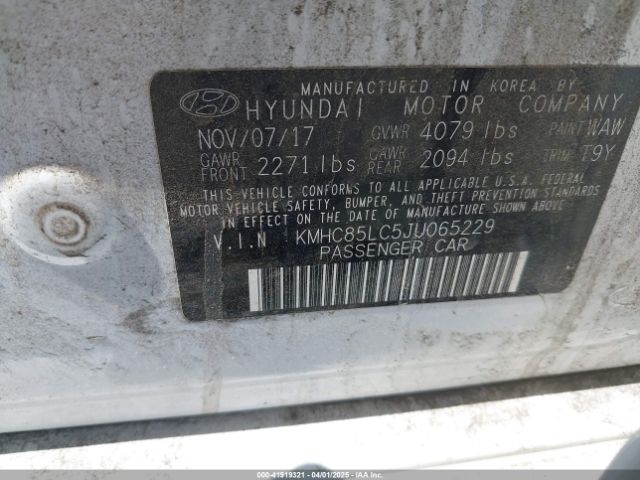 MANUFACTURED IN KOREA BY
HYUNDAI MOTOR COMPANY
NOV/07/17 GVWR 4079 lbs PAINT WAW
GAWR FRONT 2271 lbs GAWR REAR 2094 lbs TRIM T9Y
THIS VEHICLE CONFORMS TO ALL APPLICABLE U.S.A. FEDERAL
MOTOR VEHICLE SAFETY, BUMPER, AND THEFT PREVENTION STANDARDS
IN EFFECT ON THE DATE OF MANUFACTURE SHOWN ABOVE.
V.I.N KMHC85LC5JU065229
PASSENGER CAR
000-41919321 - 04/01/2025 - IAAI.com